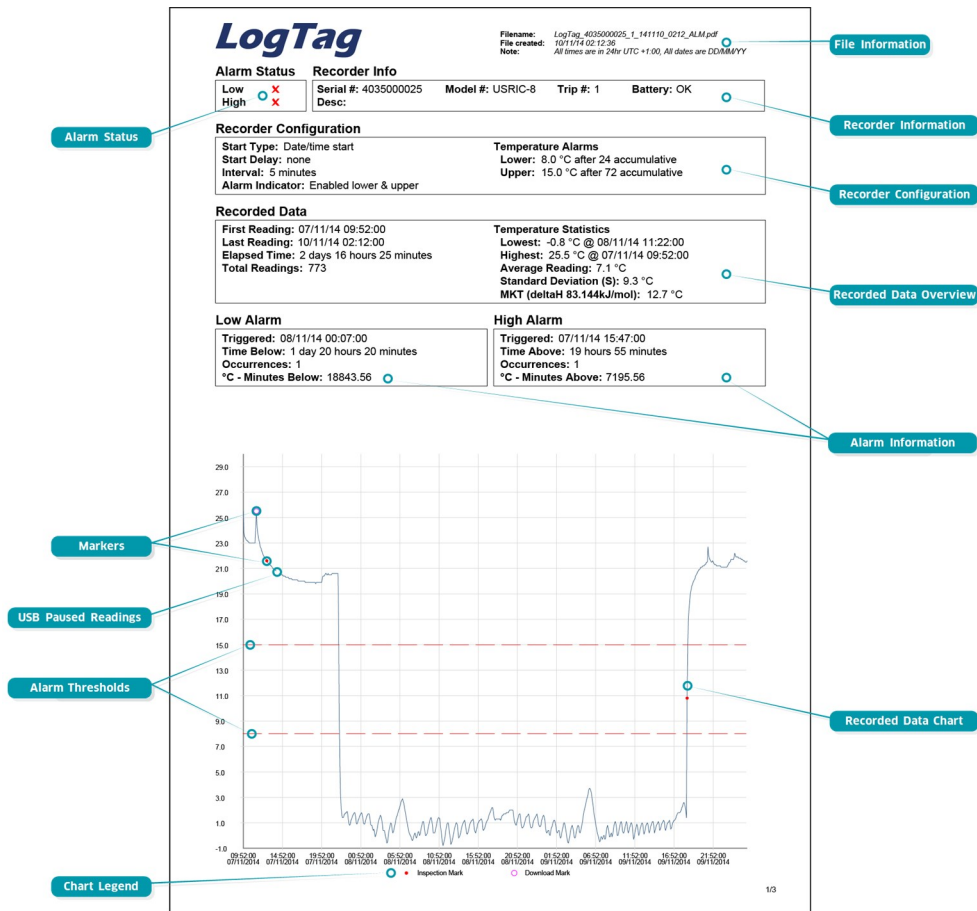 LogTag
Filename: LogTag_4035000025_1_141110_0212_ALM.pdf
File created: 10/11/14 02:12:36
Note: All times are in 24hr UTC +1:00, All dates are DD/MM/YY
File Information
Alarm Status Recorder Info
Low X
High X
Serial #: 4035000025 Model #: USRIC-8 Trip #: 1 Battery: OK
Desc:
Recorder Information
Alarm Status
Recorder Configuration
Start Type: Date/time start
Start Delay: none
Interval: 5 minutes
Alarm Indicator: Enabled lower & upper
Temperature Alarms
Lower: 8.0 °C after 24 accumulative
Upper: 15.0 °C after 72 accumulative
Recorder Configuration
Recorded Data
First Reading: 07/11/14 09:52:00
Last Reading: 10/11/14 02:12:00
Elapsed Time: 2 days 16 hours 25 minutes
Total Readings: 773
Temperature Statistics
Lowest: -0.8 °C @ 08/11/14 11:22:00
Highest: 25.5 °C @ 07/11/14 09:52:00
Average Reading: 7.1 °C
Standard Deviation (S): 9.3 °C
MKT (deltaH 83.144kJ/mol): 12.7 °C
Recorded Data Overview
Low Alarm
Triggered: 08/11/14 00:07:00
Time Below: 1 day 20 hours 20 minutes
Occurrences: 1
°C - Minutes Below: 18843.56
High Alarm
Triggered: 07/11/14 15:47:00
Time Above: 19 hours 55 minutes
Occurrences: 1
°C - Minutes Above: 7195.56
Alarm Information
29.0
27.0
25.0
23.0
21.0
19.0
17.0
15.0
13.0
11.0
9.0
7.0
5.0
3.0
1.0
-1.0
Markers
USB Paused Readings
Alarm Thresholds
Recorded Data Chart
09:52:00 14:52:00 19:52:00 00:52:00 05:52:00 10:52:00 15:52:00 20:52:00 01:52:00 06:52:00 11:52:00 16:52:00 21:52:00
07/11/2014 07/11/2014 07/11/2014 08/11/2014 08/11/2014 08/11/2014 08/11/2014 08/11/2014 09/11/2014 09/11/2014 09/11/2014 09/11/2014 09/11/2014
Chart Legend
Inspection Mark Download Mark
1/3